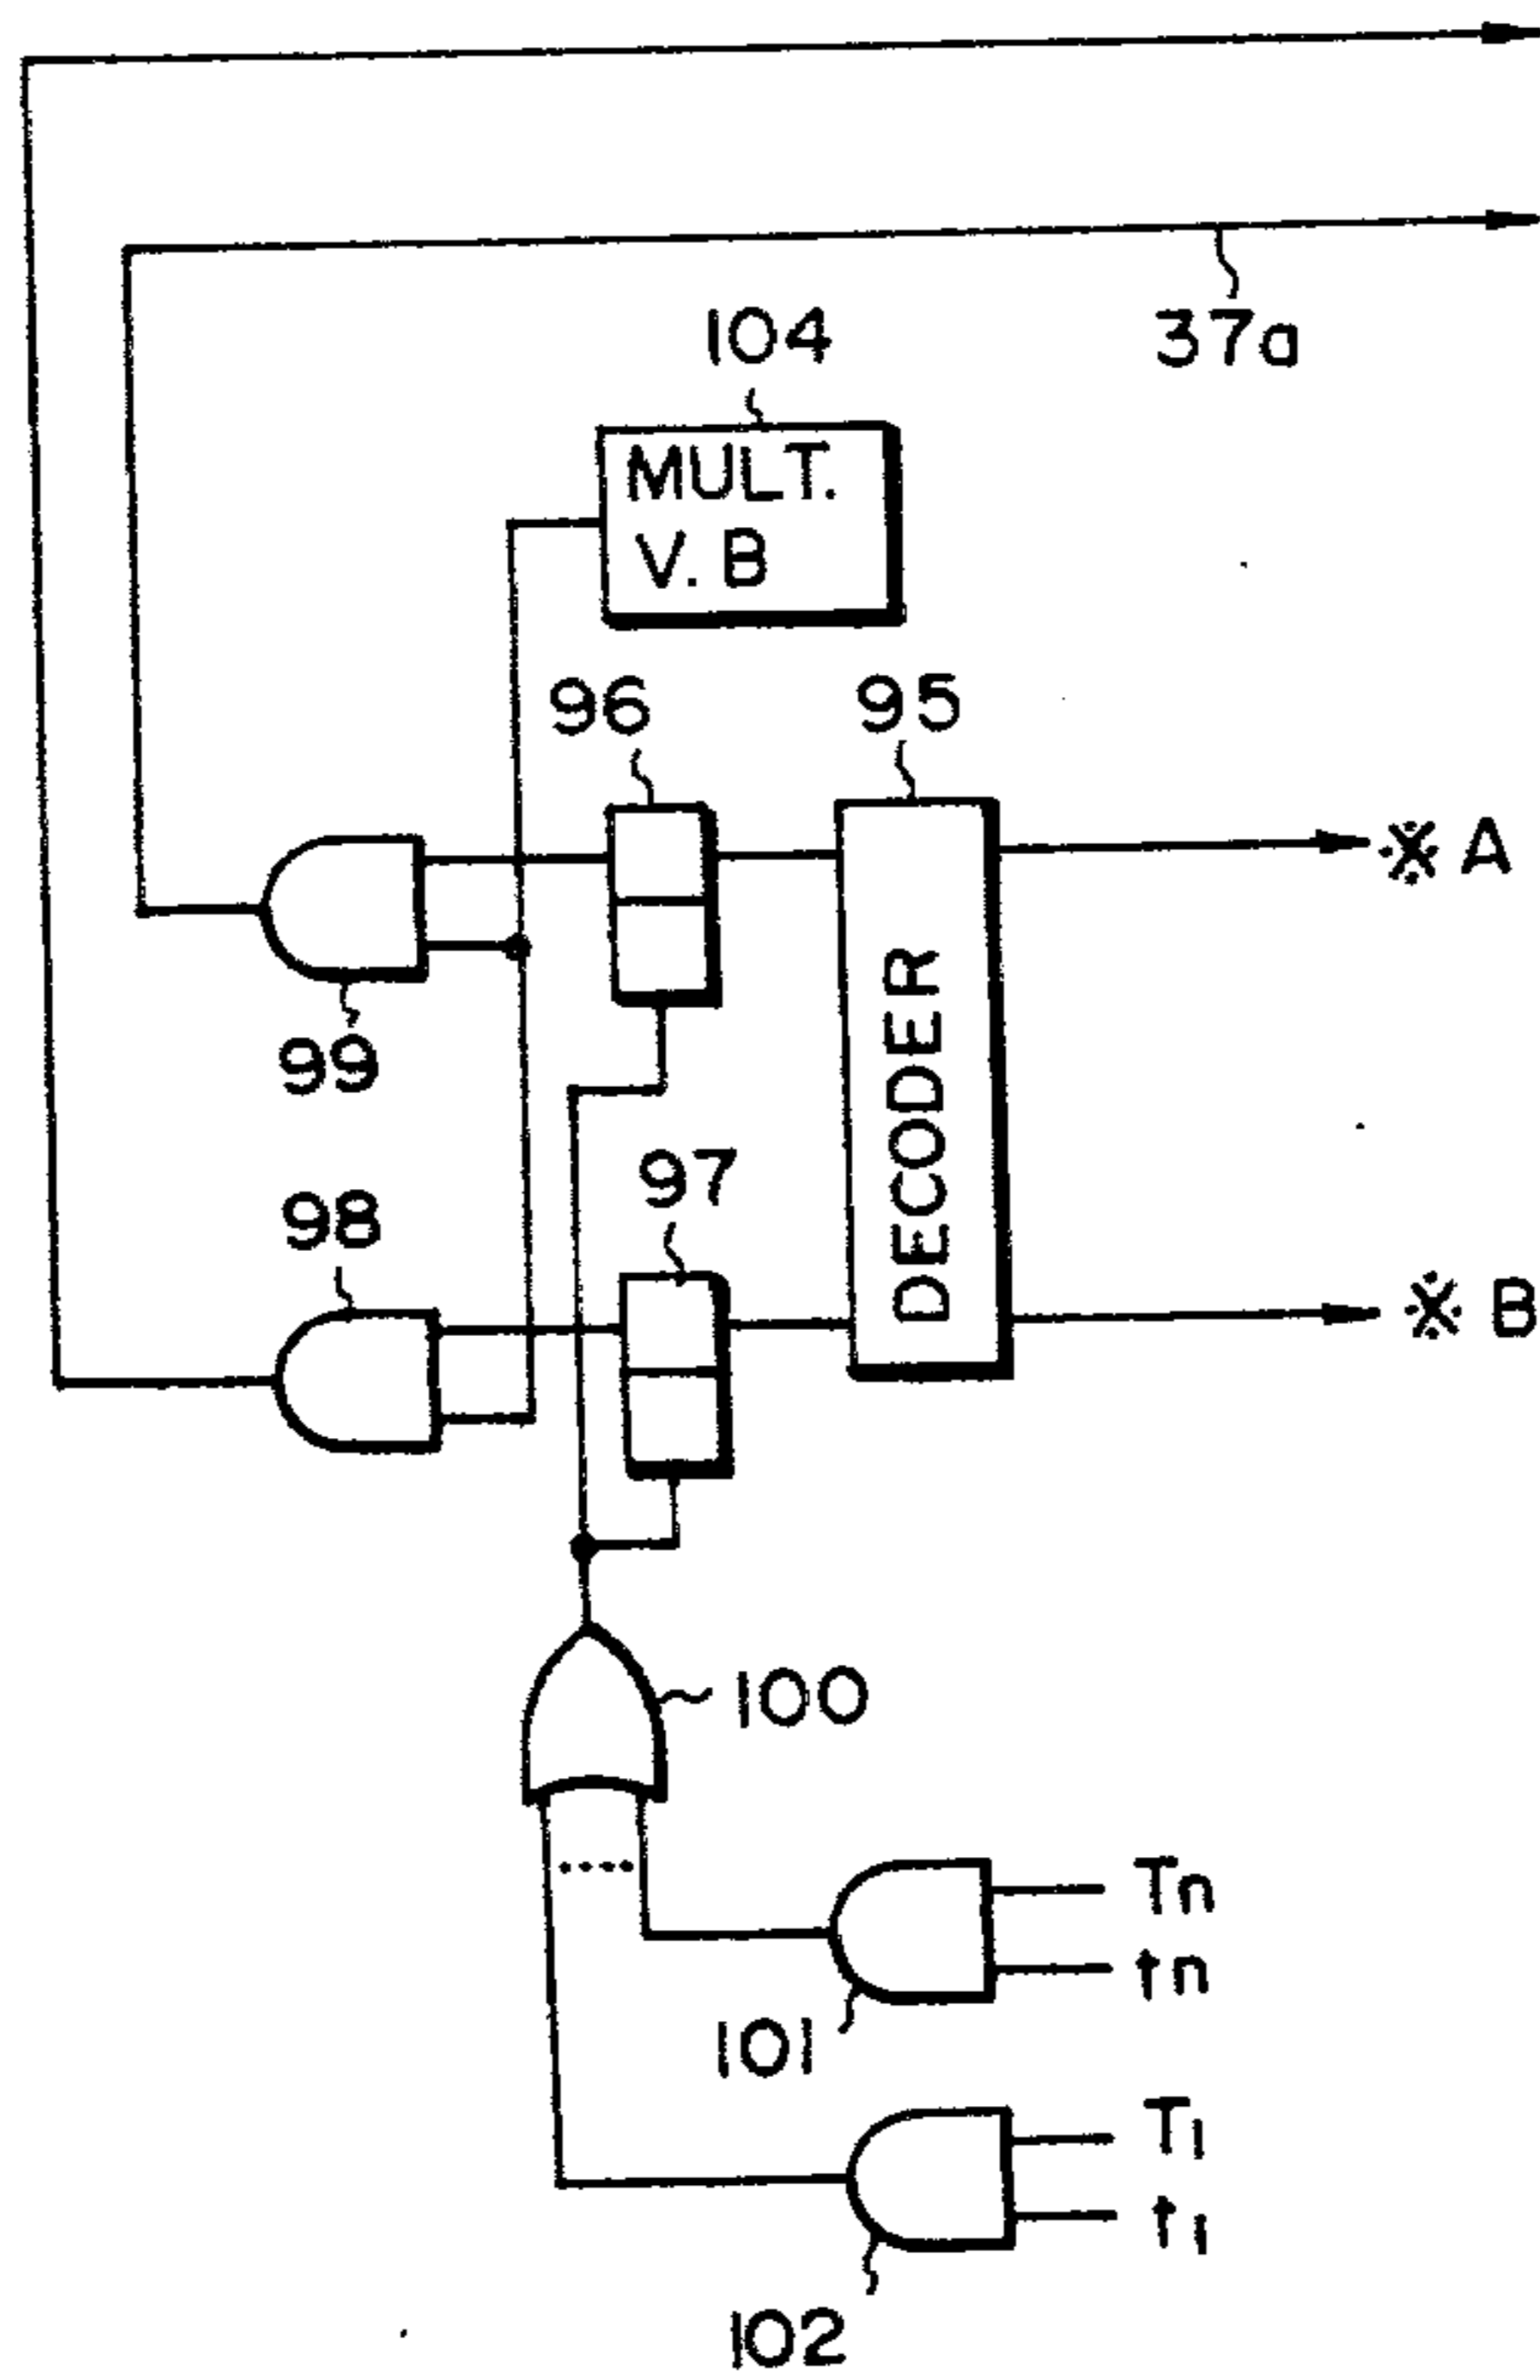 37a
104
MULT.
V. B
96
95
※ A
DECODER
99
97
98
※ B
100
Tn
tn
101
T1
t1
102